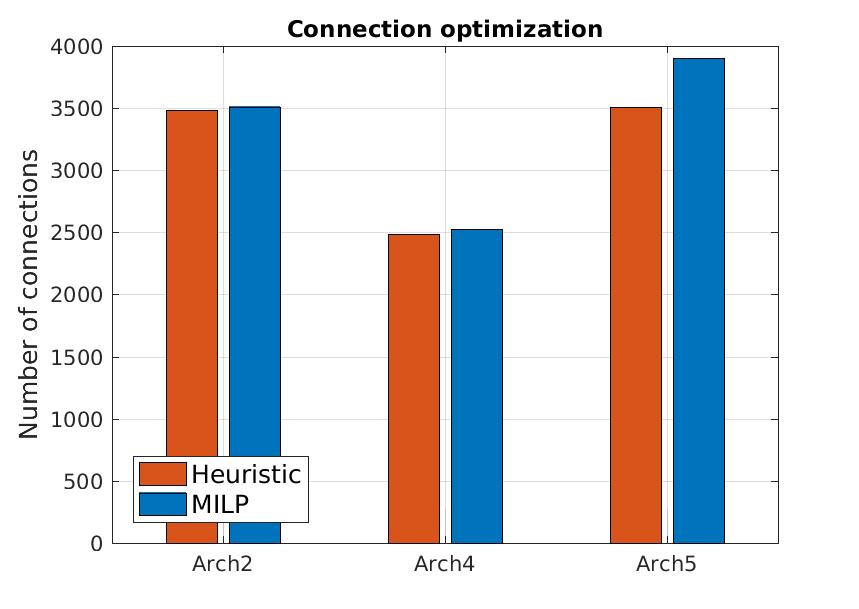 Connection optimization
Number of connections
4000
3500
3000
2500
2000
1500
1000
500
0
Heuristic
MILP
Arch2 Arch4 Arch5